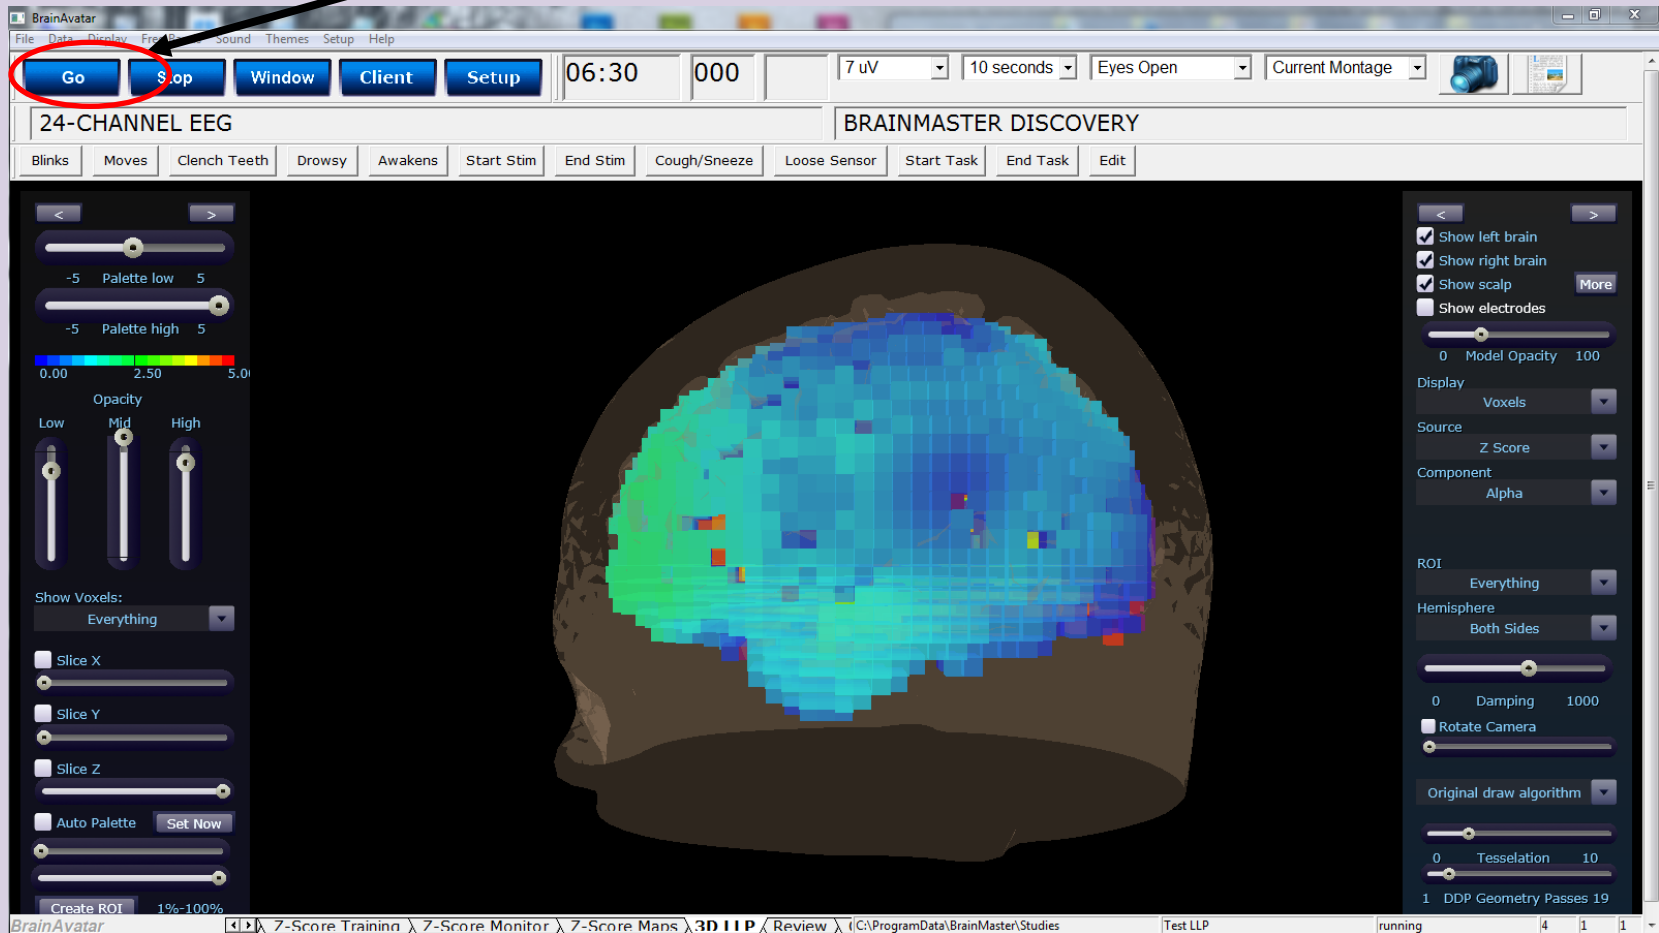 BrainAvatar
File Data Display Sound Themes Setup Help
Go Stop Window Client Setup 06:30 000 7 uV 10 seconds Eyes Open Current Montage
24-CHANNEL EEG BRAINMASTER DISCOVERY
Blinks Moves Clench Teeth Drowsy Awakens Start Stim End Stim Cough/Sneeze Loose Sensor Start Task End Task Edit
< >
-5 Palette low 5
-5 Palette high 5
0.00 2.50 5.0
Opacity
Low Mid High
Show Voxels:
Everything
Slice X
Slice Y
Slice Z
Auto Palette Set Now
Create ROI 1%-100%
< >
Show left brain
Show right brain
Show scalp More
Show electrodes
0 Model Opacity 100
Display
Voxels
Source
Z Score
Component
Alpha
ROI
Everything
Hemisphere
Both Sides
0 Damping 1000
Rotate Camera
Original draw algorithm
0 Tesselation 10
1 DDP Geometry Passes 19
BrainAvatar Z-Score Training Z-Score Monitor Z-Score Maps 3D LLP Review C:\ProgramData\BrainMaster\Studies Test LLP running 4 1 1